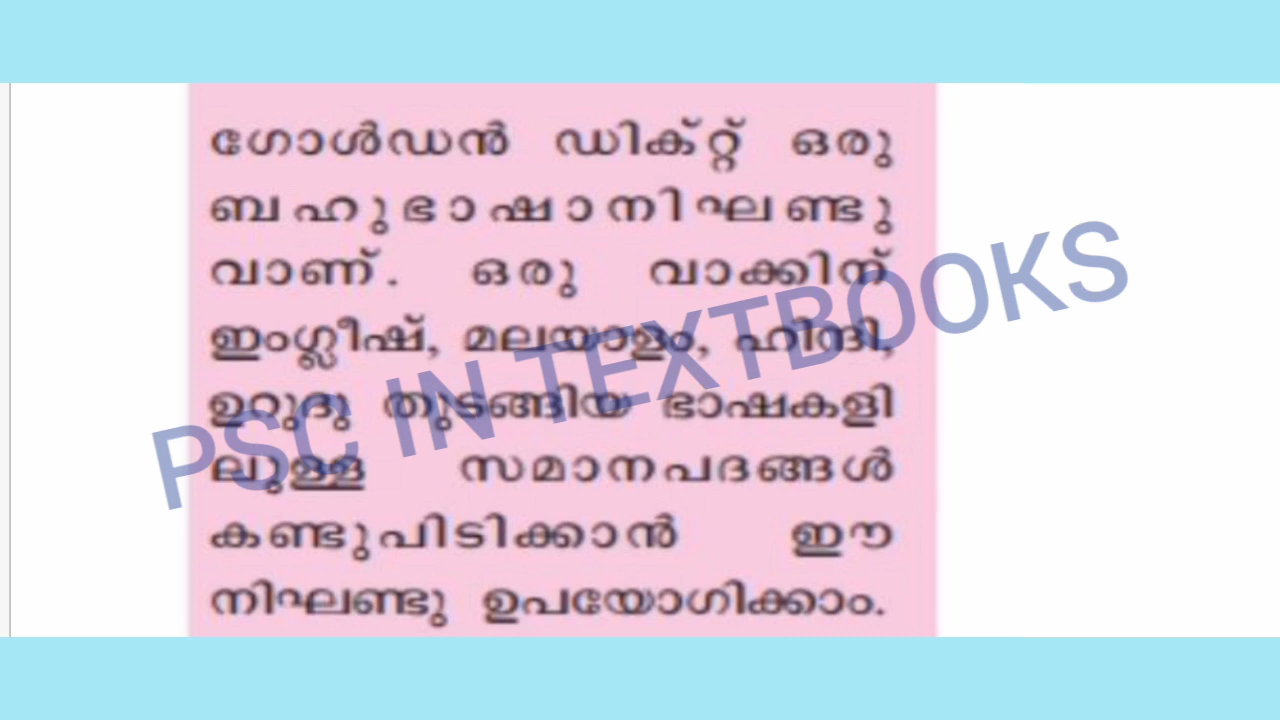 ഗോൾഡൻ ഡിക്റ്റ് ഒരു
ബഹുഭാഷാനിഘണ്ടു
വാണ്. ഒരു വാക്കിന്
ഇംഗ്ലീഷ്, മലയാളം, ഹിന്ദി,
ഉറുദു തുടങ്ങിയ ഭാഷകളി
ലുള്ള സമാനപദങ്ങൾ
കണ്ടുപിടിക്കാൻ ഈ
നിഘണ്ടു ഉപയോഗിക്കാം.
PSC IN TEXTBOOKS